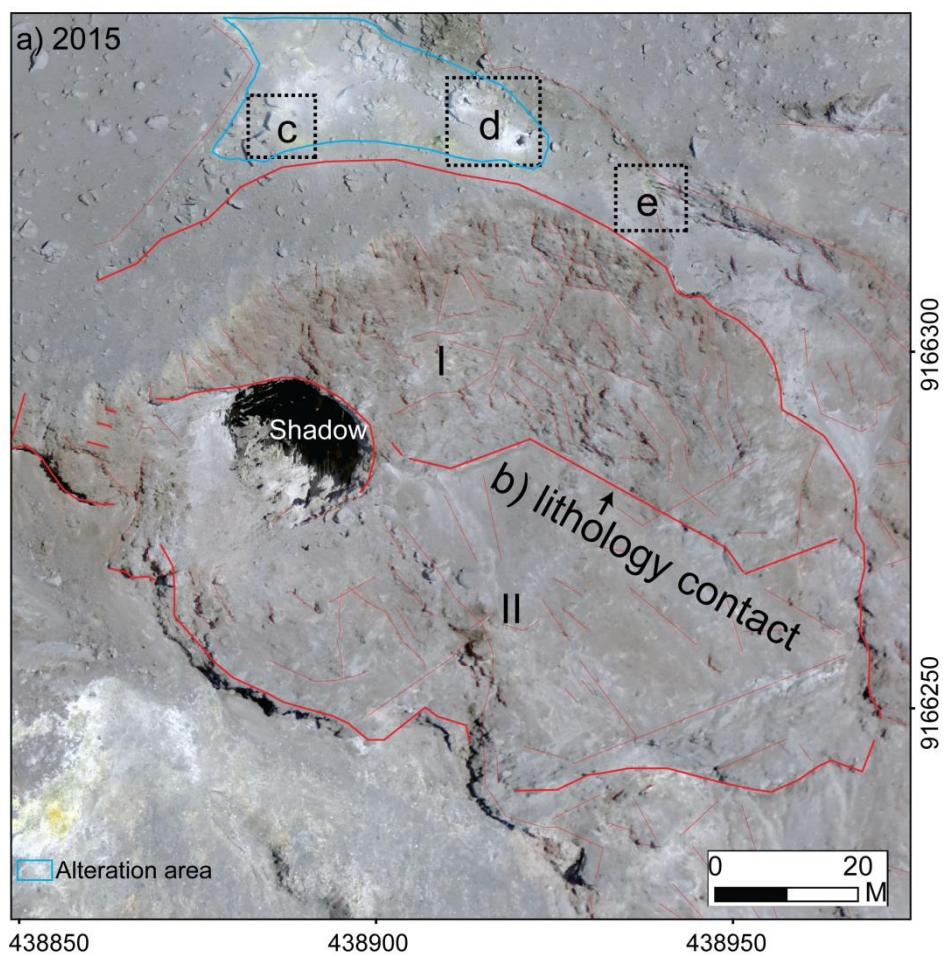 a) 2015
c
d
e
9166300
I
Shadow
b) lithology contact
II
9166250
Alteration area
0 20
M
438850 438900 438950